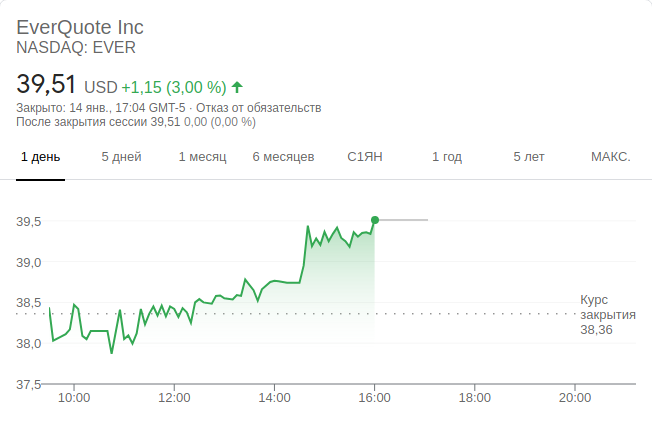 EverQuote Inc
NASDAQ: EVER
39,51 USD +1,15 (3,00 %)
Закрыто: 14 янв., 17:04 GMT-5 · Отказ от обязательств
После закрытия сессии 39,51 0,00 (0,00 %)
1 день 5 дней 1 месяц 6 месяцев С1ЯН 1 год 5 лет МАКС.
39,5
39,0
38,5
38,0
37,5
Курс
закрытия
38,36
10:00 12:00 14:00 16:00 18:00 20:00